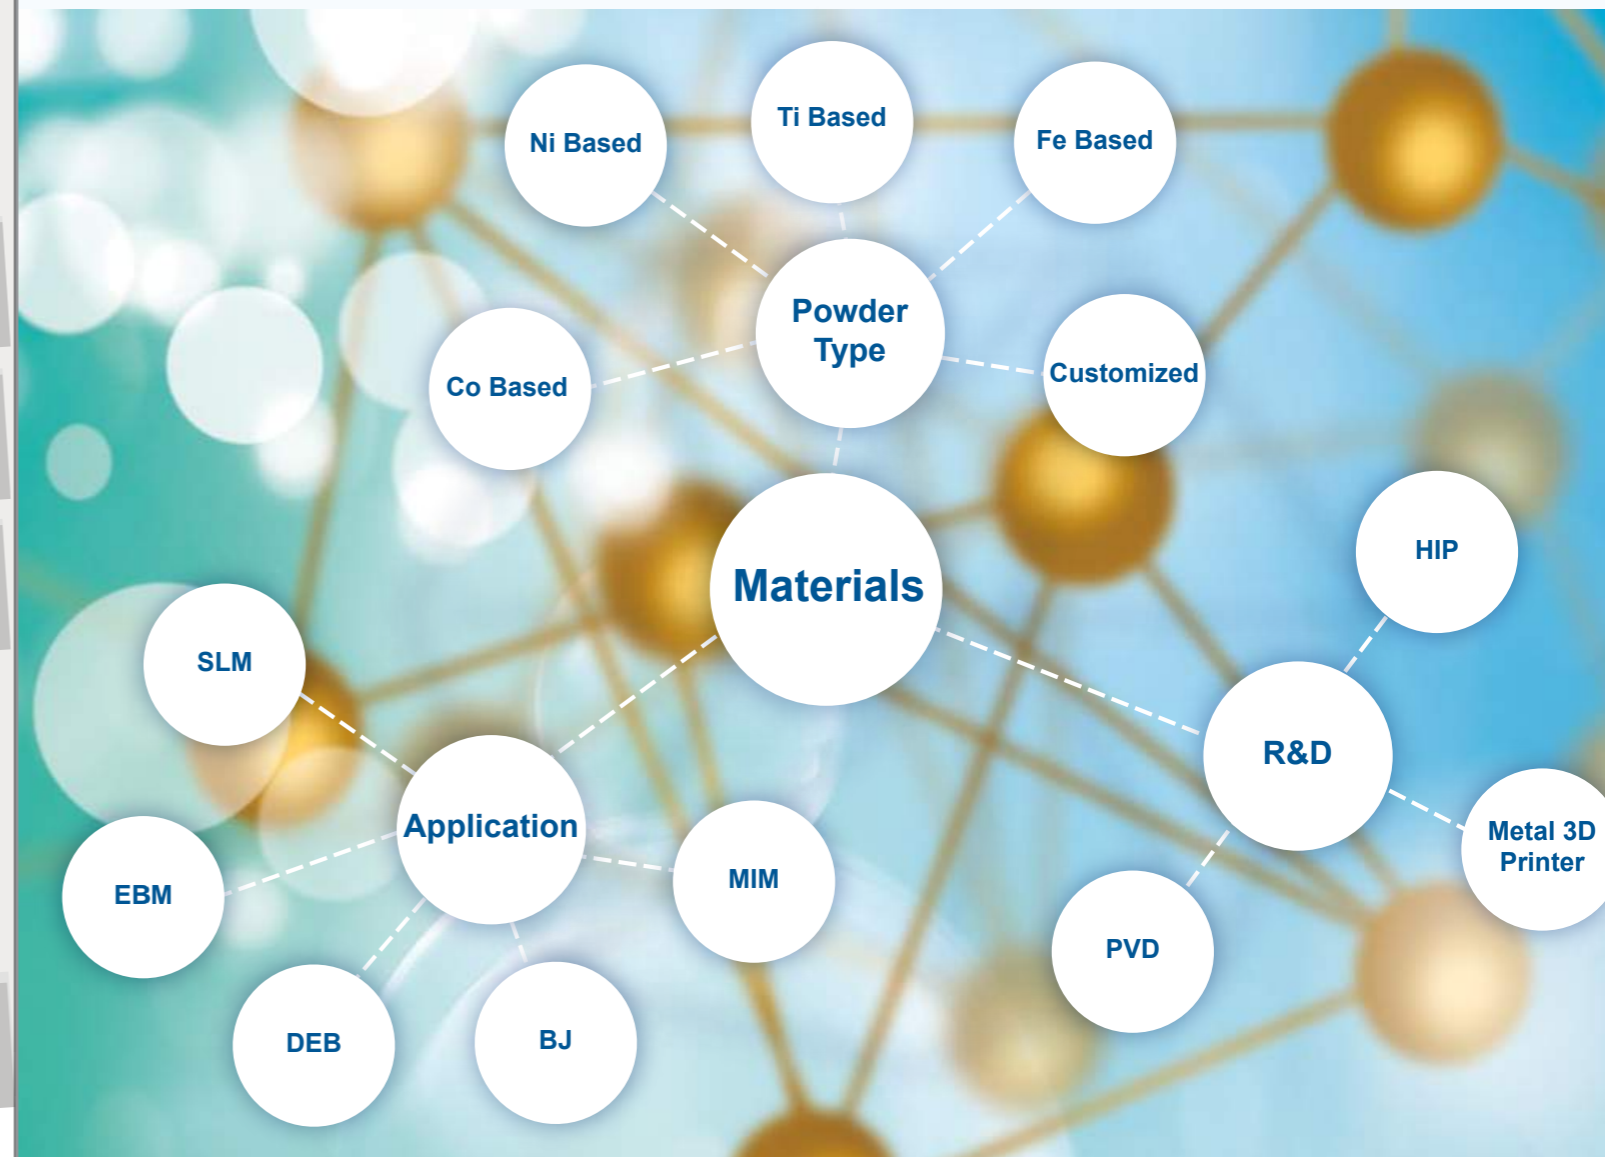 Ti Based
Ni Based
Fe Based
Powder
Type
Customized
Co Based
Materials
HIP
SLM
R&D
Application
Metal 3D
Printer
MIM
EBM
PVD
DEB
BJ